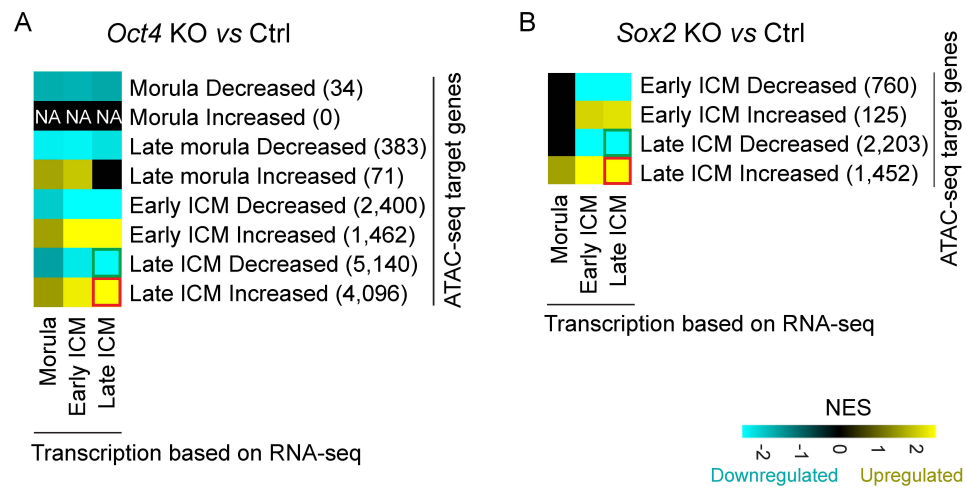 A
Oct4 KO vs Ctrl
Morula Decreased (34)
NA NA NA Morula Increased (0)
Late morula Decreased (383)
Late morula Increased (71)
Early ICM Decreased (2,400)
Early ICM Increased (1,462)
Late ICM Decreased (5,140)
Late ICM Increased (4,096)
ATAC-seq target genes
Morula
Early ICM
Late ICM
Transcription based on RNA-seq
B
Sox2 KO vs Ctrl
Early ICM Decreased (760)
Early ICM Increased (125)
Late ICM Decreased (2,203)
Late ICM Increased (1,452)
ATAC-seq target genes
Morula
Early ICM
Late ICM
Transcription based on RNA-seq
NES
-2 -1 0 1 2
Downregulated Upregulated